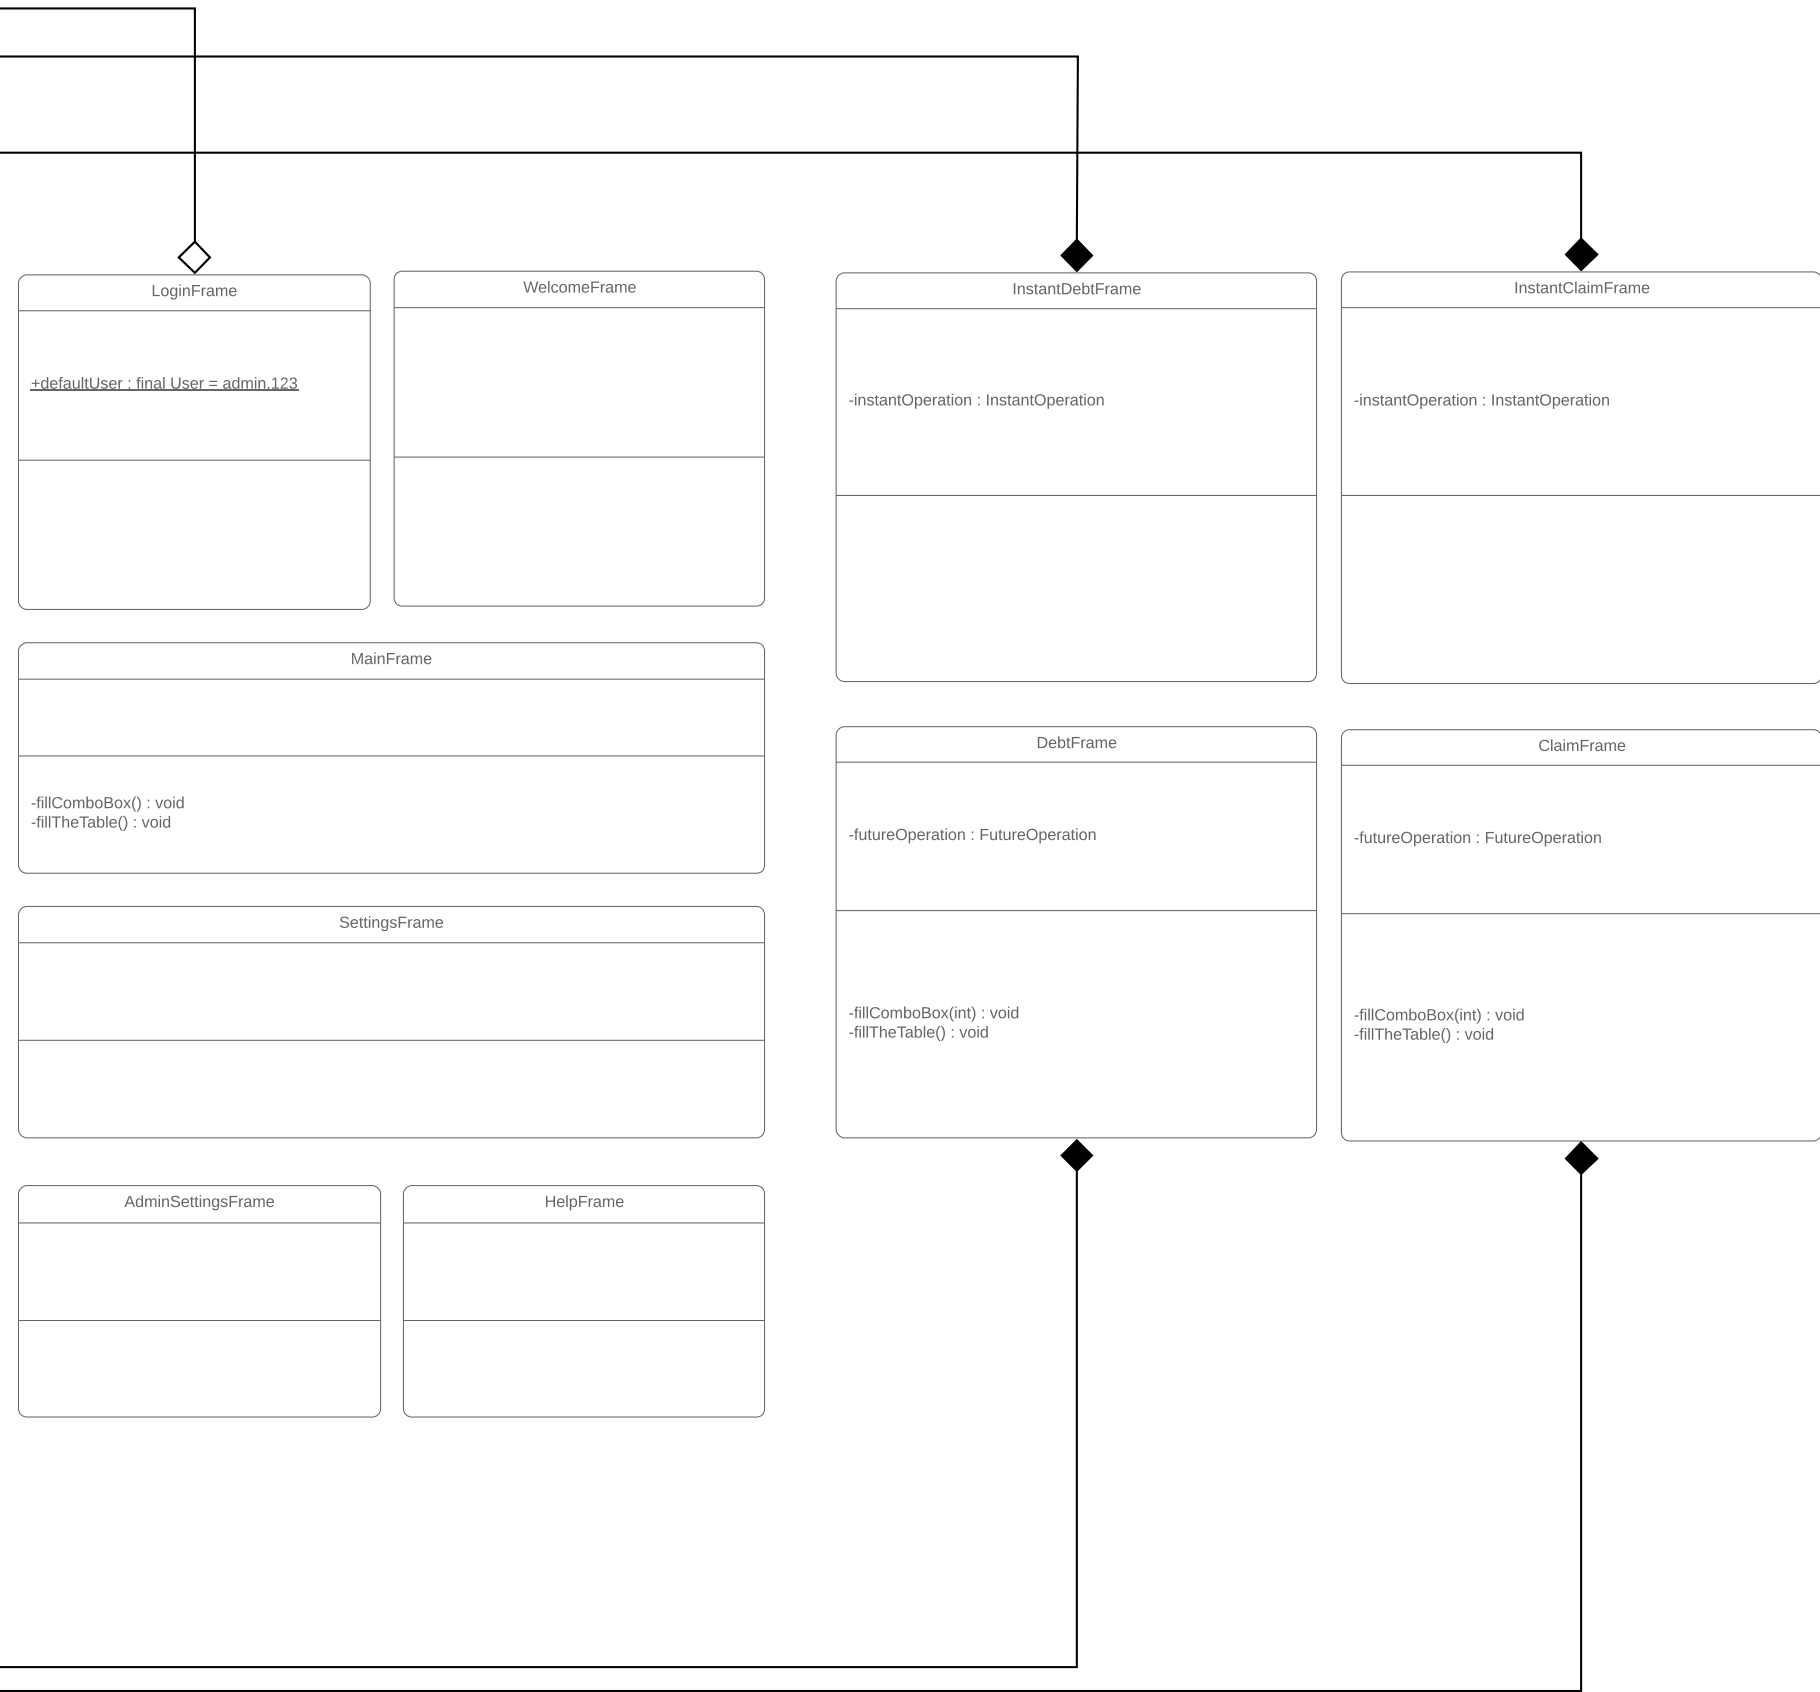 LoginFrame
+defaultUser : final User = admin.123
WelcomeFrame
InstantDebtFrame
-instantOperation : InstantOperation
InstantClaimFrame
-instantOperation : InstantOperation
MainFrame
-fillComboBox() : void
-fillTheTable() : void
DebtFrame
-futureOperation : FutureOperation
-fillComboBox(int) : void
-fillTheTable() : void
ClaimFrame
-futureOperation : FutureOperation
-fillComboBox(int) : void
-fillTheTable() : void
SettingsFrame
AdminSettingsFrame
HelpFrame